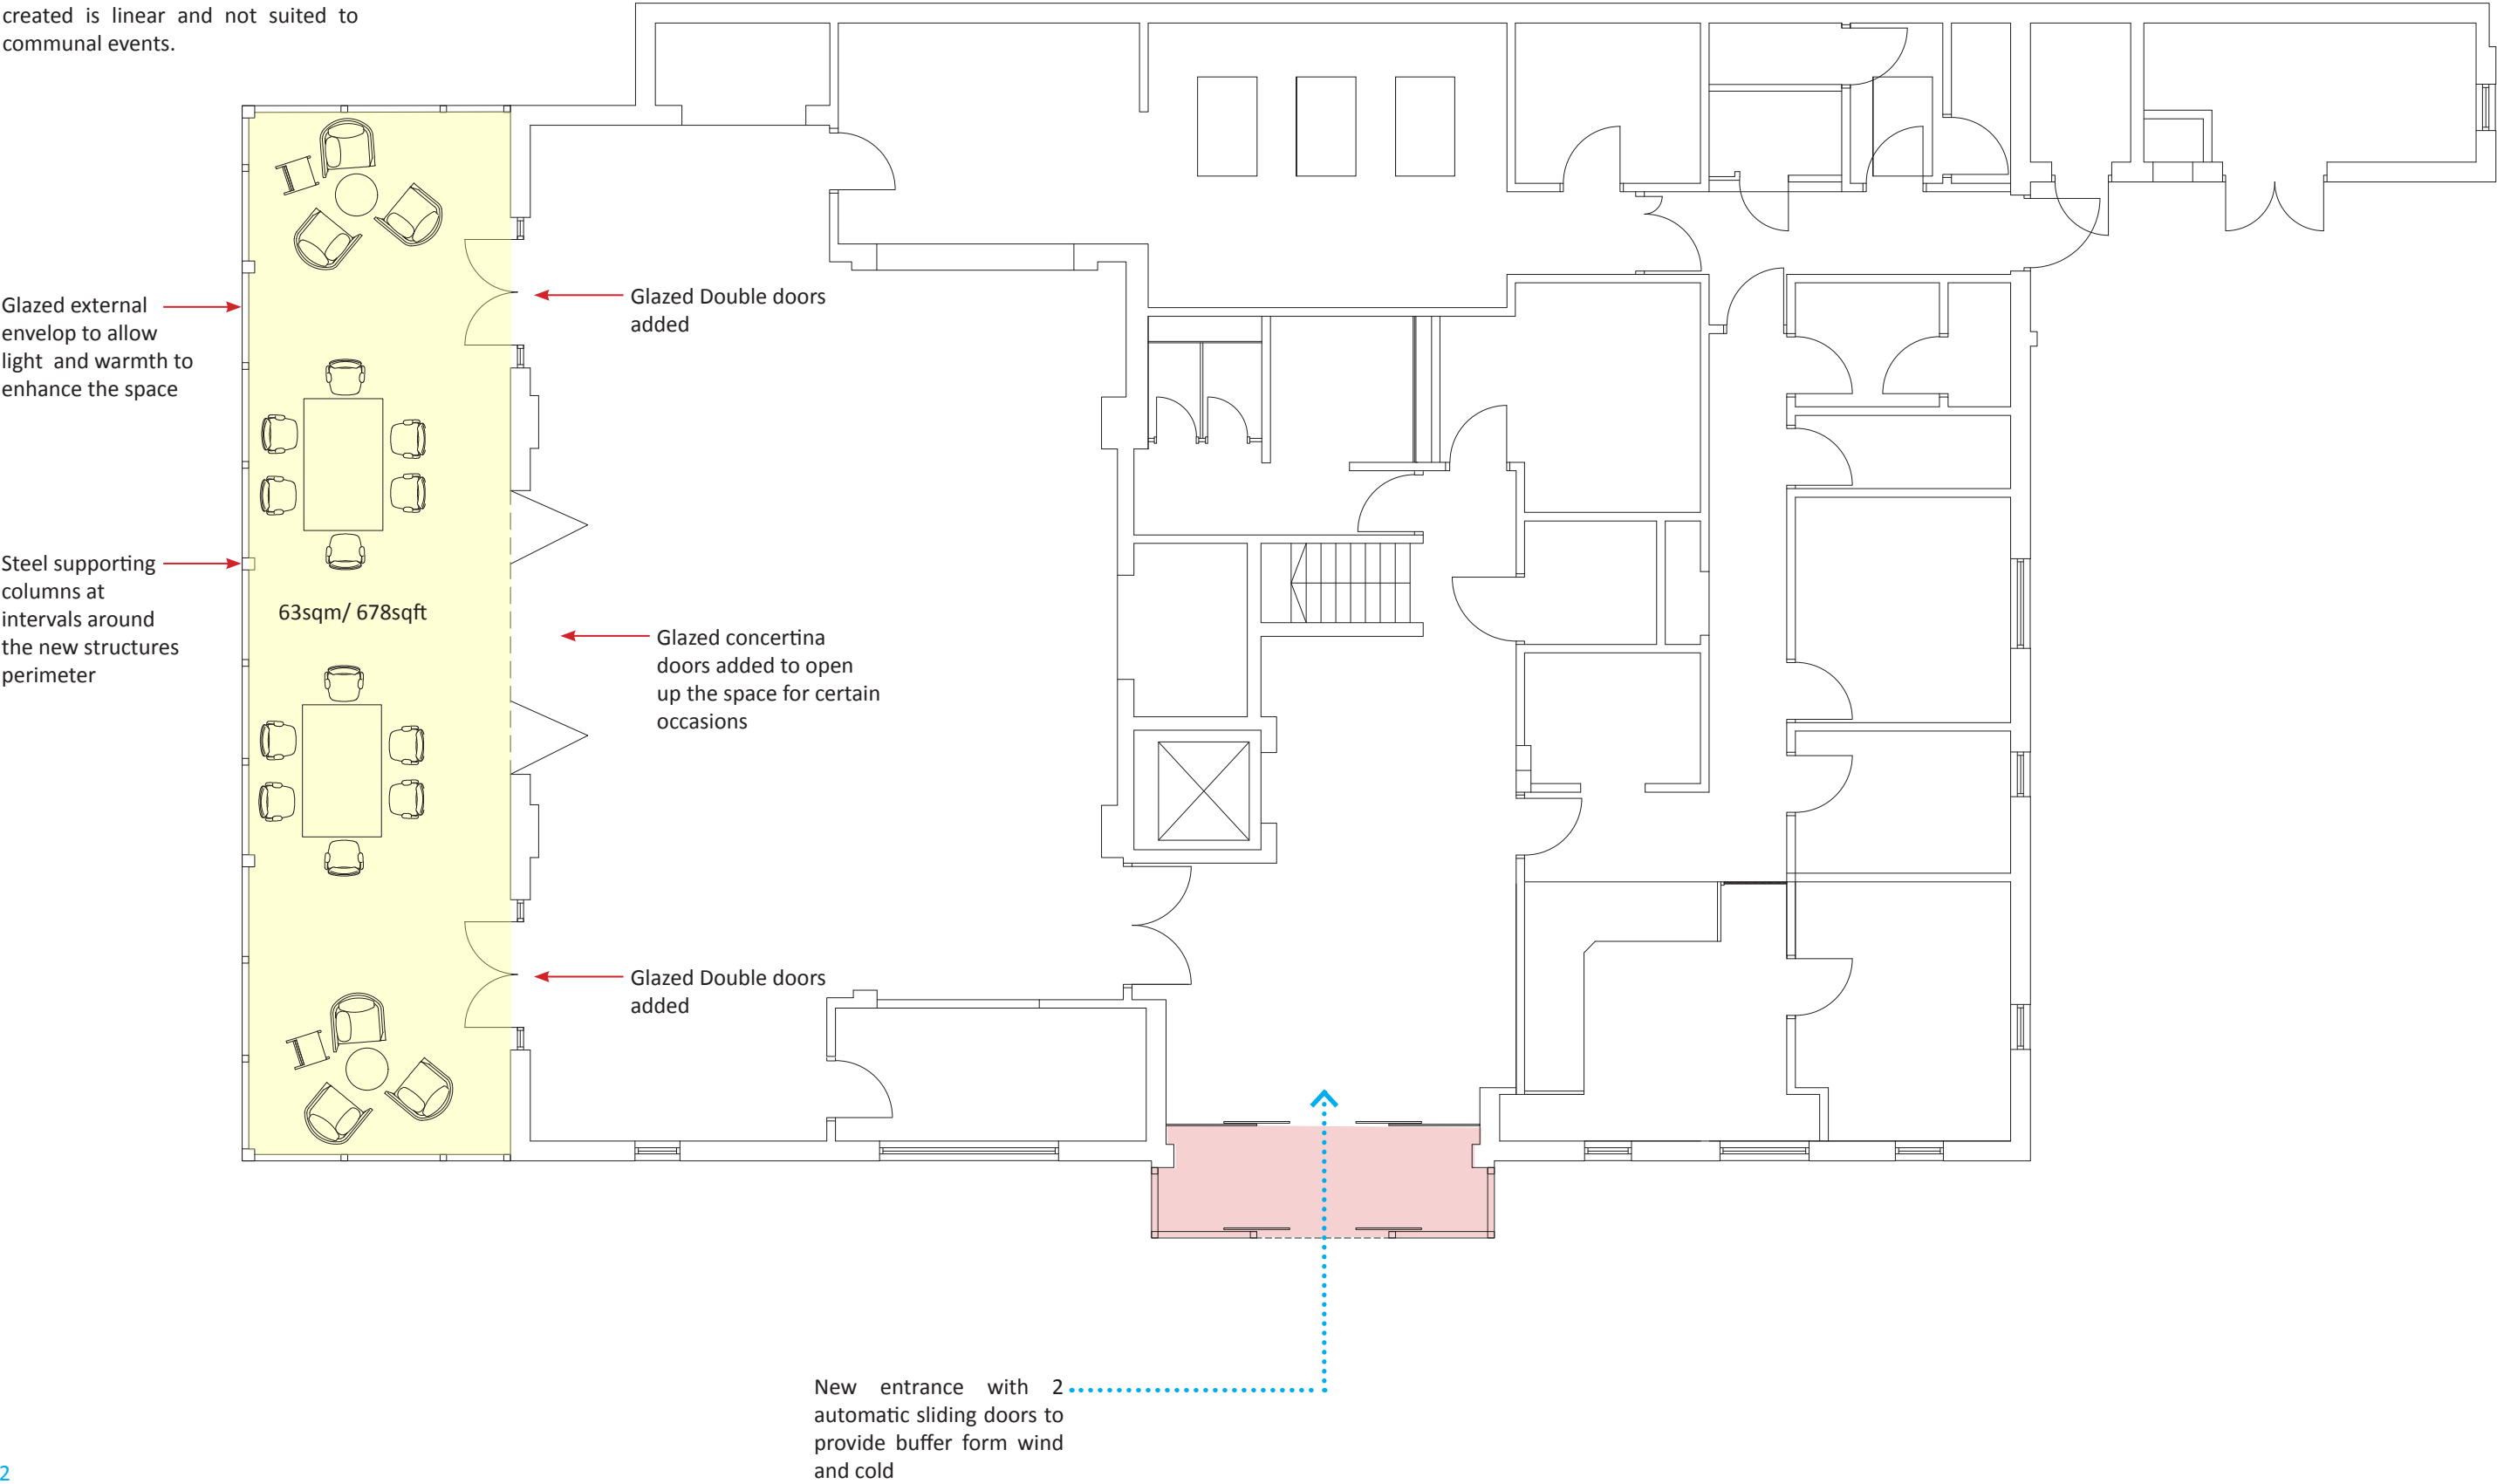 created is linear and not suited to
communal events.
Glazed external
envelop to allow
light and warmth to
enhance the space
Glazed Double doors
added
Steel supporting
columns at
intervals around
the new structures
perimeter
63sqm/ 678sqft
Glazed concertina
doors added to open
up the space for certain
occasions
Glazed Double doors
added
New entrance with 2
automatic sliding doors to
provide buffer form wind
and cold
2